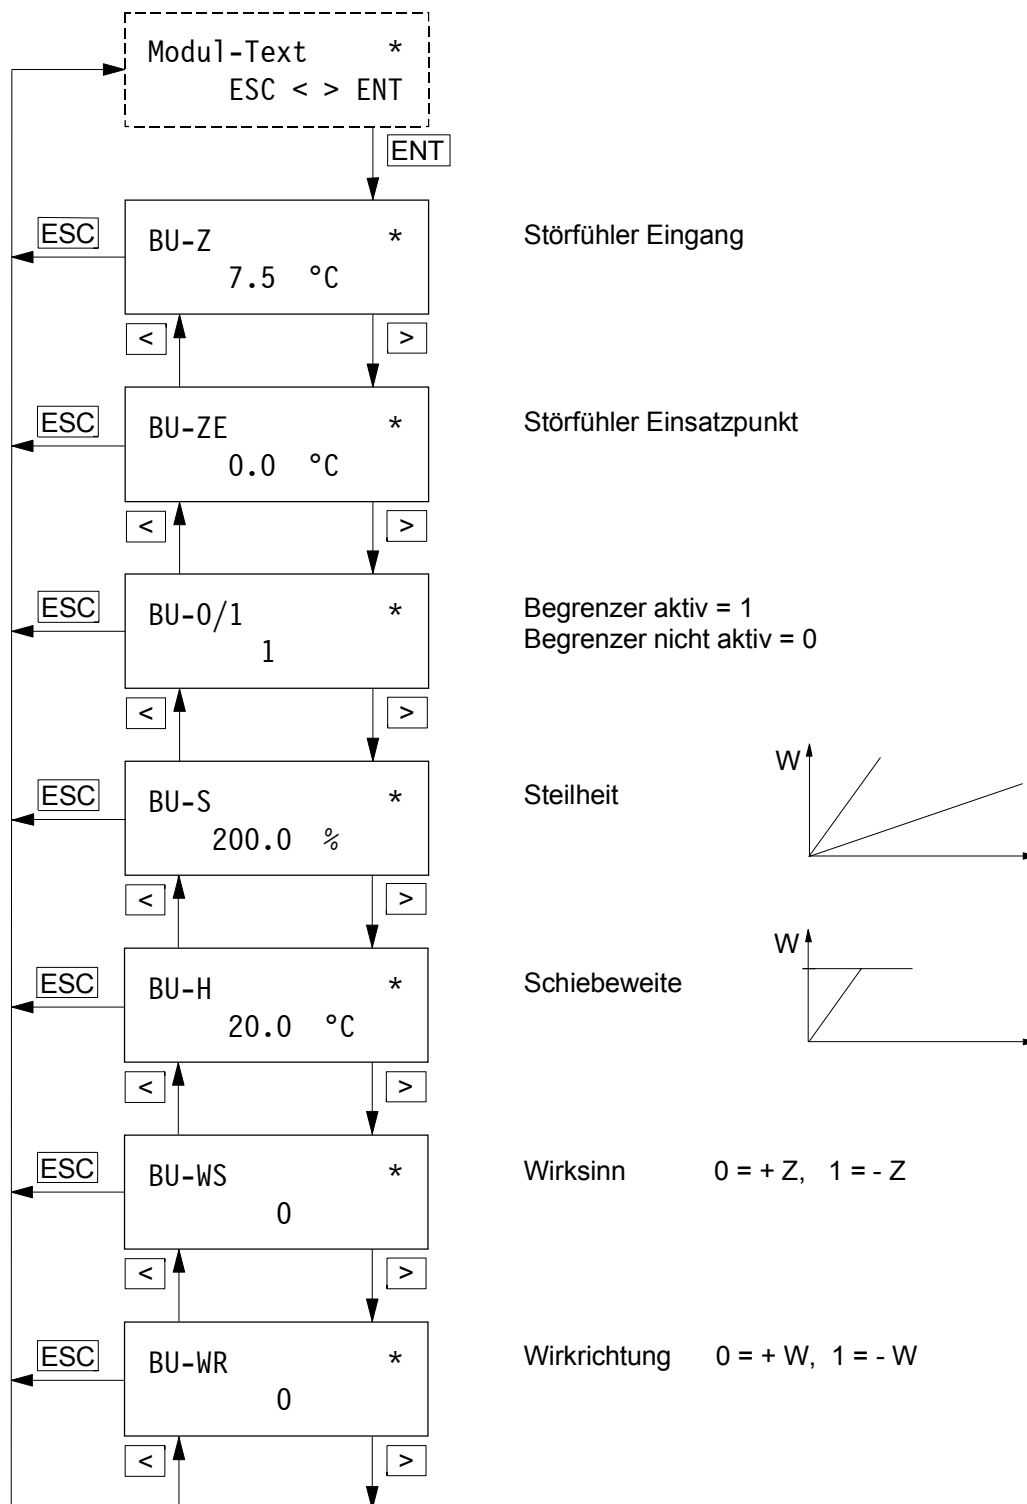 Modul-Text *
ESC < > ENT
ENT
ESC
BU-Z *
7.5 °C
Störfühler Eingang
< >
ESC
BU-ZE *
0.0 °C
Störfühler Einsatzpunkt
< >
ESC
BU-0/1 *
1
Begrenzer aktiv = 1
Begrenzer nicht aktiv = 0
< >
ESC
BU-S *
200.0 %
Steilheit
W
< >
ESC
BU-H *
20.0 °C
Schiebeweite
W
< >
ESC
BU-WS *
0
Wirksinn 0 = + Z, 1 = - Z
< >
ESC
BU-WR *
0
Wirkrichtung 0 = + W, 1 = - W
< >